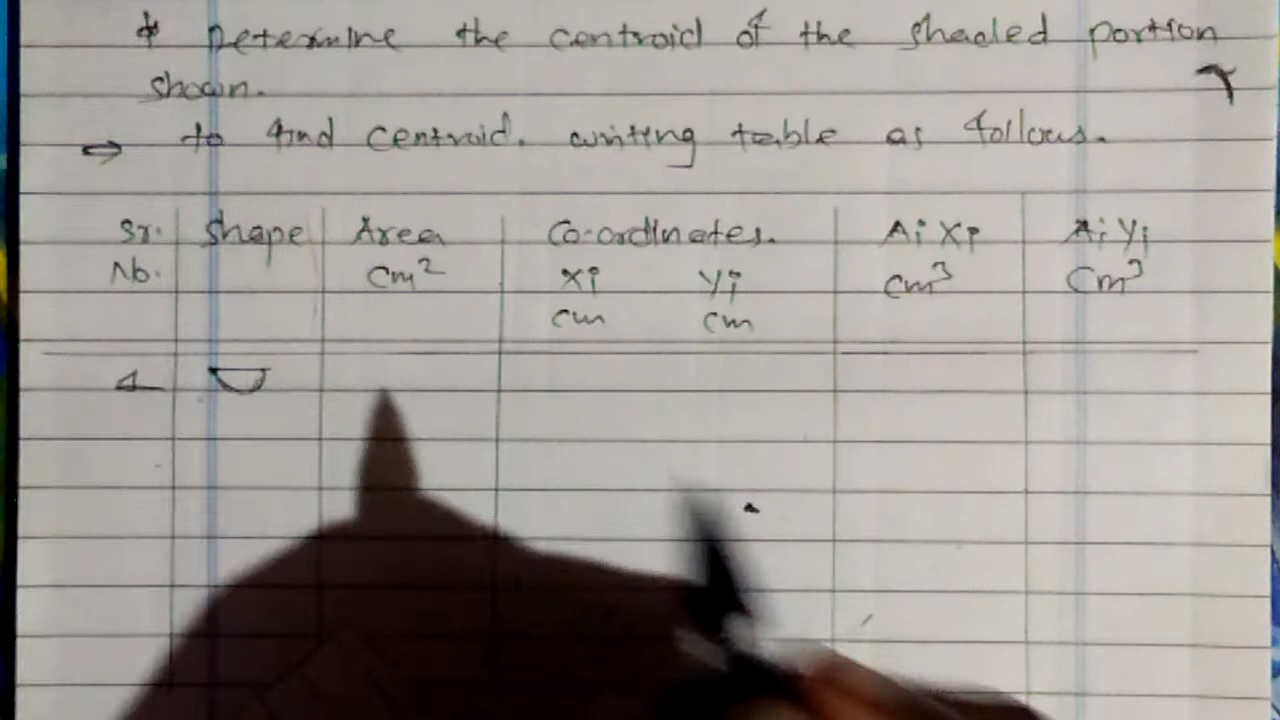 * Determine the centroid of the shaded portion
shown.
⇒ to find centroid. writing table as follows.
Sr. Shape Area Co-ordinates. AiXi AiYi
No. cm² Xi Yi cm³ cm³
cm cm
1